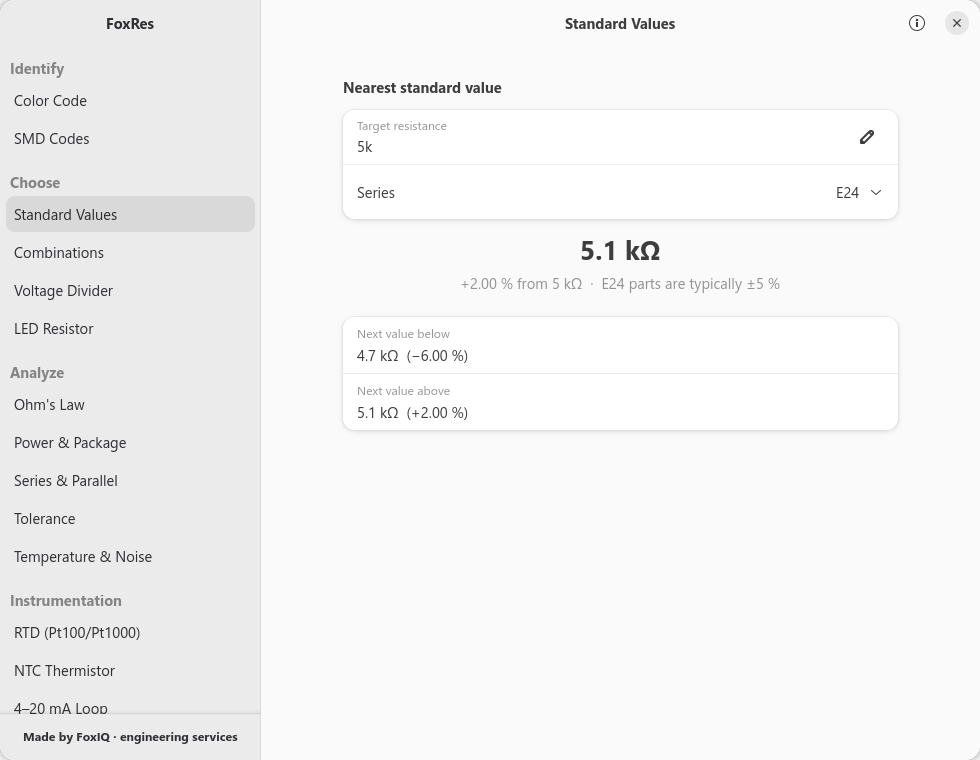 FoxRes
Identify
Color Code
SMD Codes
Choose
Standard Values
Combinations
Voltage Divider
LED Resistor
Analyze
Ohm's Law
Power & Package
Series & Parallel
Tolerance
Temperature & Noise
Instrumentation
RTD (Pt100/Pt1000)
NTC Thermistor
4–20 mA Loop
Made by FoxIQ · engineering services
Standard Values
Nearest standard value
Target resistance
5k
Series E24
5.1 kΩ
+2.00 % from 5 kΩ · E24 parts are typically ±5 %
Next value below
4.7 kΩ (−6.00 %)
Next value above
5.1 kΩ (+2.00 %)